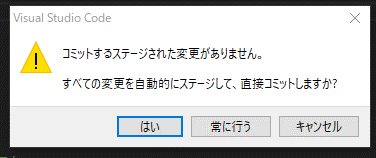 Visual Studio Code
コミットするステージされた変更がありません。
すべての変更を自動的にステージして、直接コミットしますか?
はい
常に行う
キャンセル